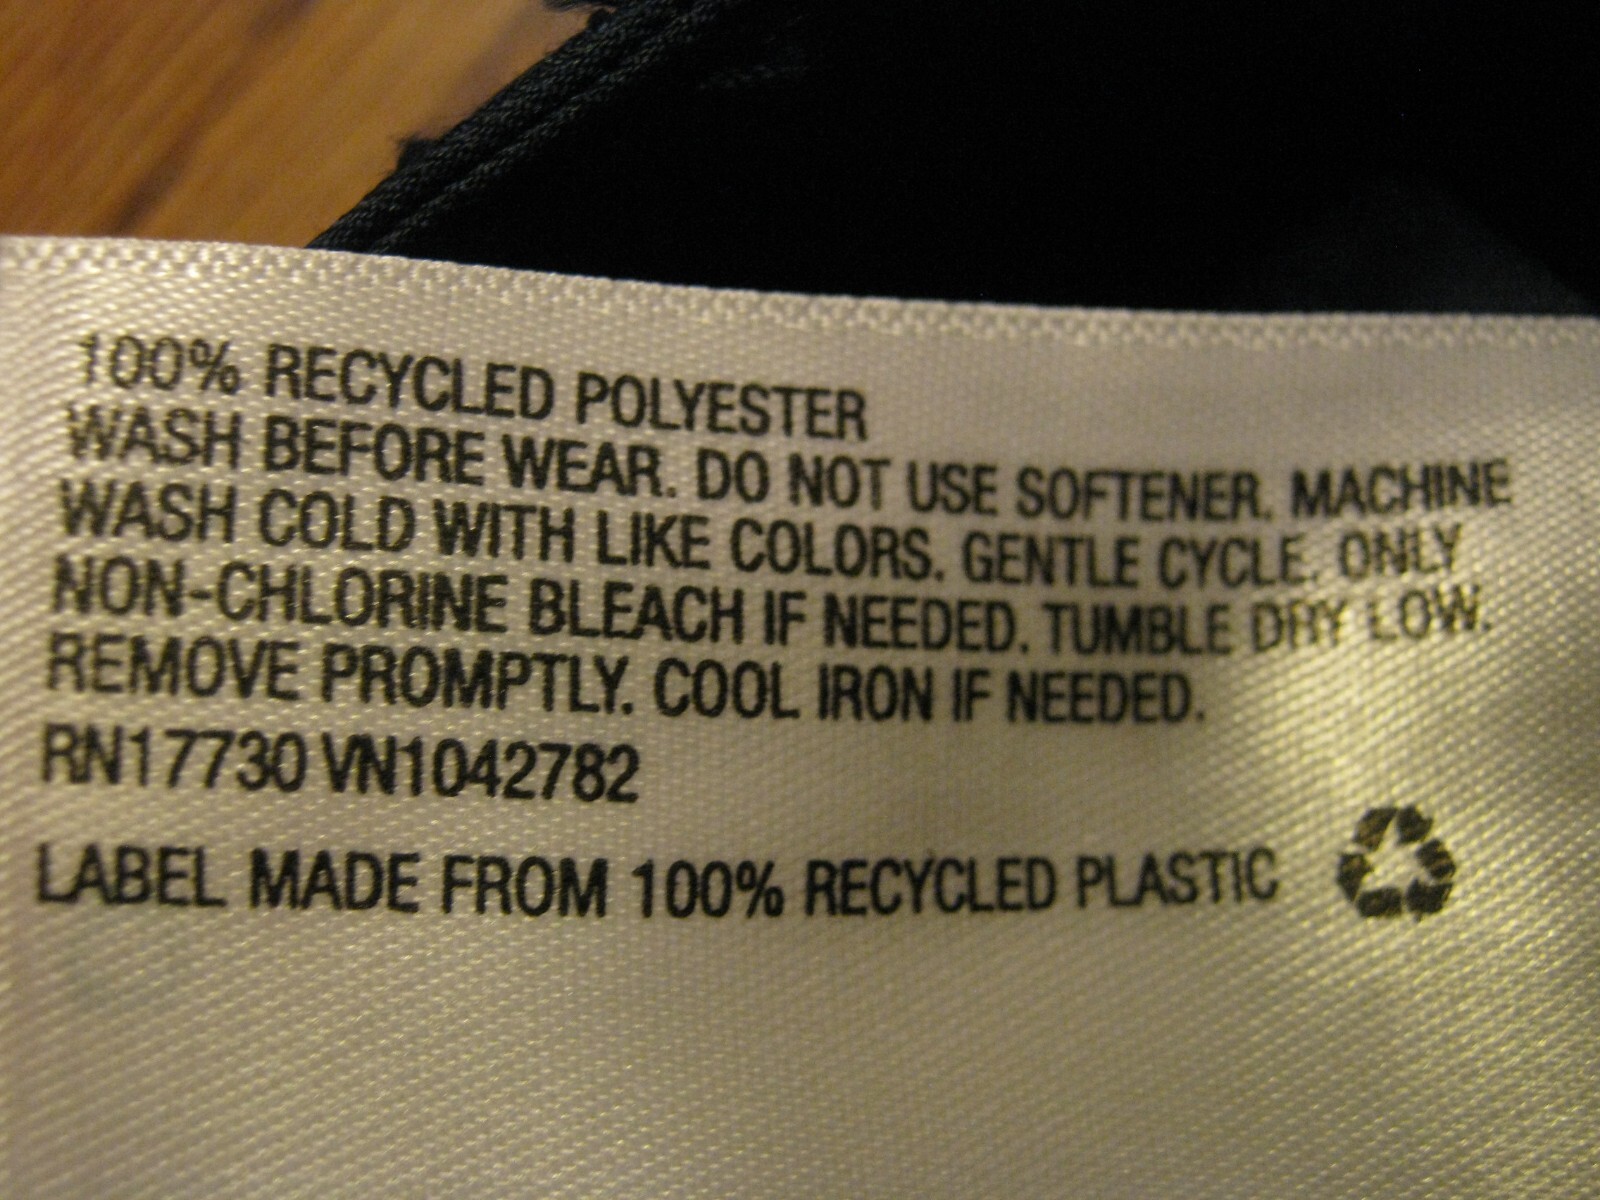 100% RECYCLED POLYESTER
WASH BEFORE WEAR. DO NOT USE SOFTENER. MACHINE
WASH COLD WITH LIKE COLORS. GENTLE CYCLE. ONLY
NON-CHLORINE BLEACH IF NEEDED. TUMBLE DRY LOW.
REMOVE PROMPTLY. COOL IRON IF NEEDED.
RN17730 VN1042782
LABEL MADE FROM 100% RECYCLED PLASTIC